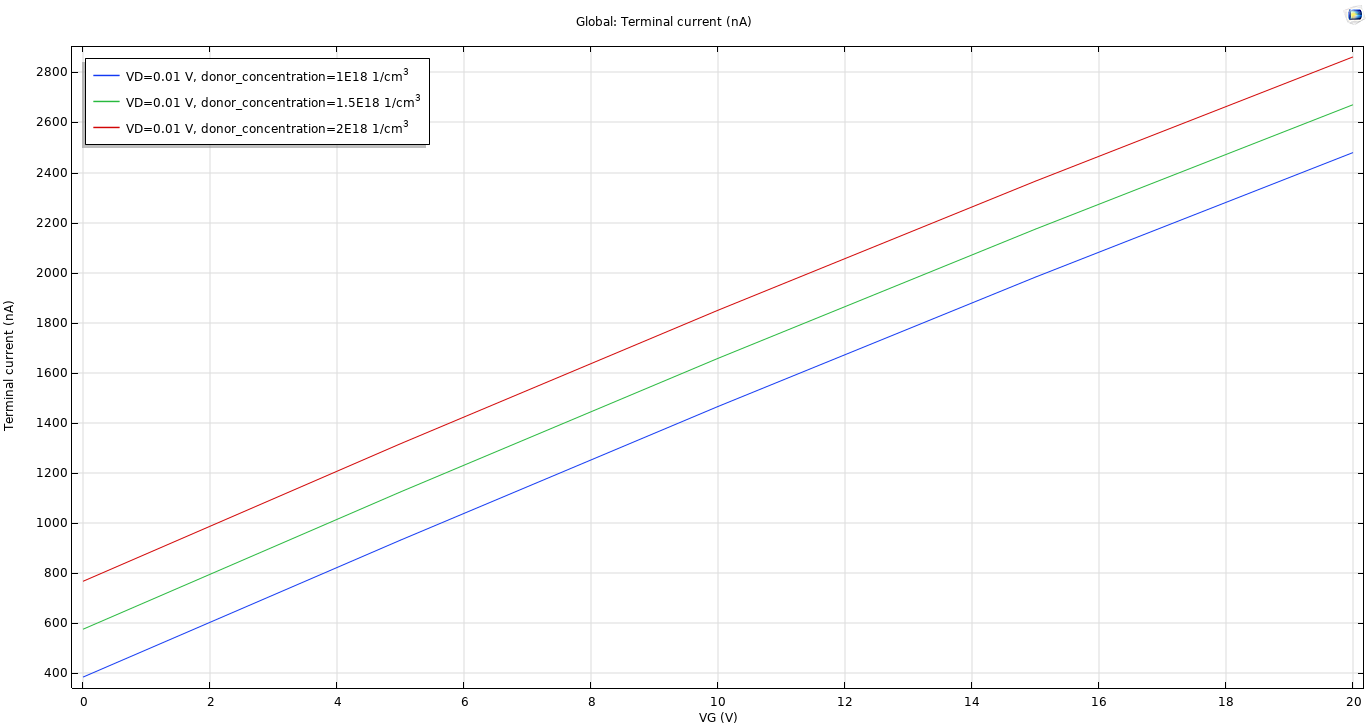 Global: Terminal current (nA)
VD=0.01 V, donor_concentration=1E18 1/cm³
VD=0.01 V, donor_concentration=1.5E18 1/cm³
VD=0.01 V, donor_concentration=2E18 1/cm³
2800
2600
2400
2200
2000
1800
1600
1400
1200
1000
800
600
400
Terminal current (nA)
0 2 4 6 8 10 12 14 16 18 20
VG (V)